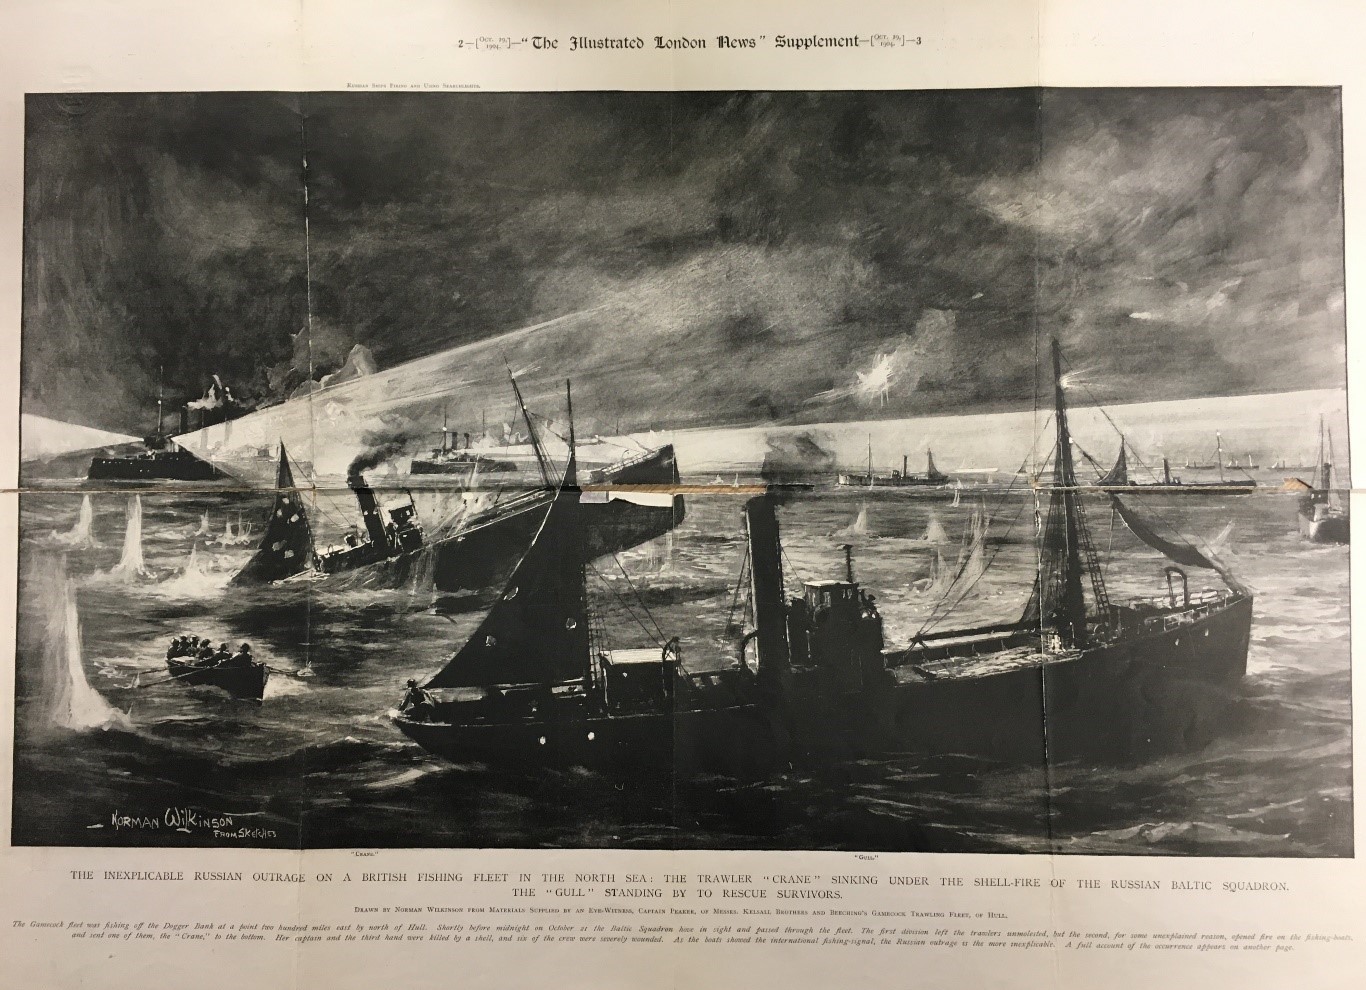 2—[Oct. 29, 1904.]—"The Illustrated London News" Supplement—[Oct. 29, 1904.]—3
Russian Ships Firing and Using Searchlights.
NORMAN WILKINSON
FROM SKETCHES
"Crane." "Gull."
THE INEXPLICABLE RUSSIAN OUTRAGE ON A BRITISH FISHING FLEET IN THE NORTH SEA: THE TRAWLER "CRANE" SINKING UNDER THE SHELL-FIRE OF THE RUSSIAN BALTIC SQUADRON.
THE "GULL" STANDING BY TO RESCUE SURVIVORS.
Drawn by Norman Wilkinson from Materials Supplied by an Eye-Witness, Captain Peaker, of Messrs. Kelsall Brothers and Beeching's Gamecock Trawling Fleet, of Hull.
The Gamecock fleet was fishing off the Dogger Bank at a point two hundred miles east by north of Hull. Shortly before midnight on October 21 the Baltic Squadron hove in sight and passed through the fleet. The first division left the trawlers unmolested, but the second, for some unexplained reason, opened fire on the fishing-boats,
and sent one of them, the "Crane," to the bottom. Her captain and the third hand were killed by a shell, and six of the crew were severely wounded. As the boats showed the international fishing-signal, the Russian outrage is the more inexplicable. A full account of the occurrence appears on another page.